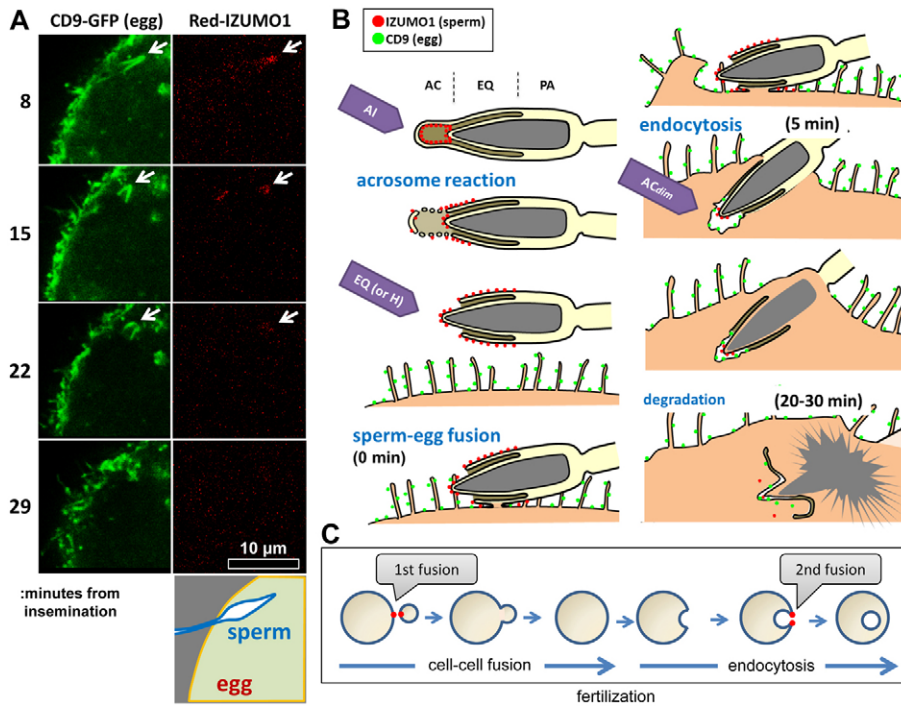 A
CD9-GFP (egg)
Red-IZUMO1
8
15
22
29
10 µm
:minutes from
insemination
sperm
egg
B
IZUMO1 (sperm)
CD9 (egg)
AC
EQ
PA
AI
acrosome reaction
EQ (or H)
sperm-egg fusion
(0 min)
endocytosis
(5 min)
ACdim
degradation
(20-30 min)
C
1st fusion
2nd fusion
cell-cell fusion
endocytosis
fertilization